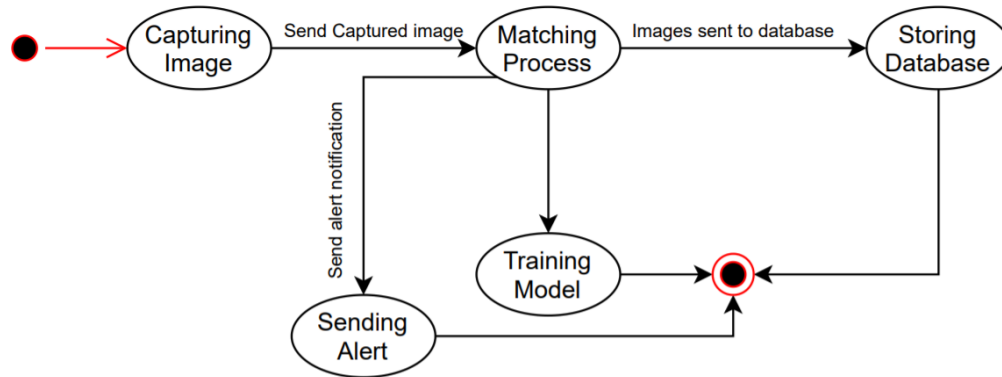 Capturing
Image
Send Captured image
Matching
Process
Images sent to database
Storing
Database
Send alert notification
Training
Model
Sending
Alert